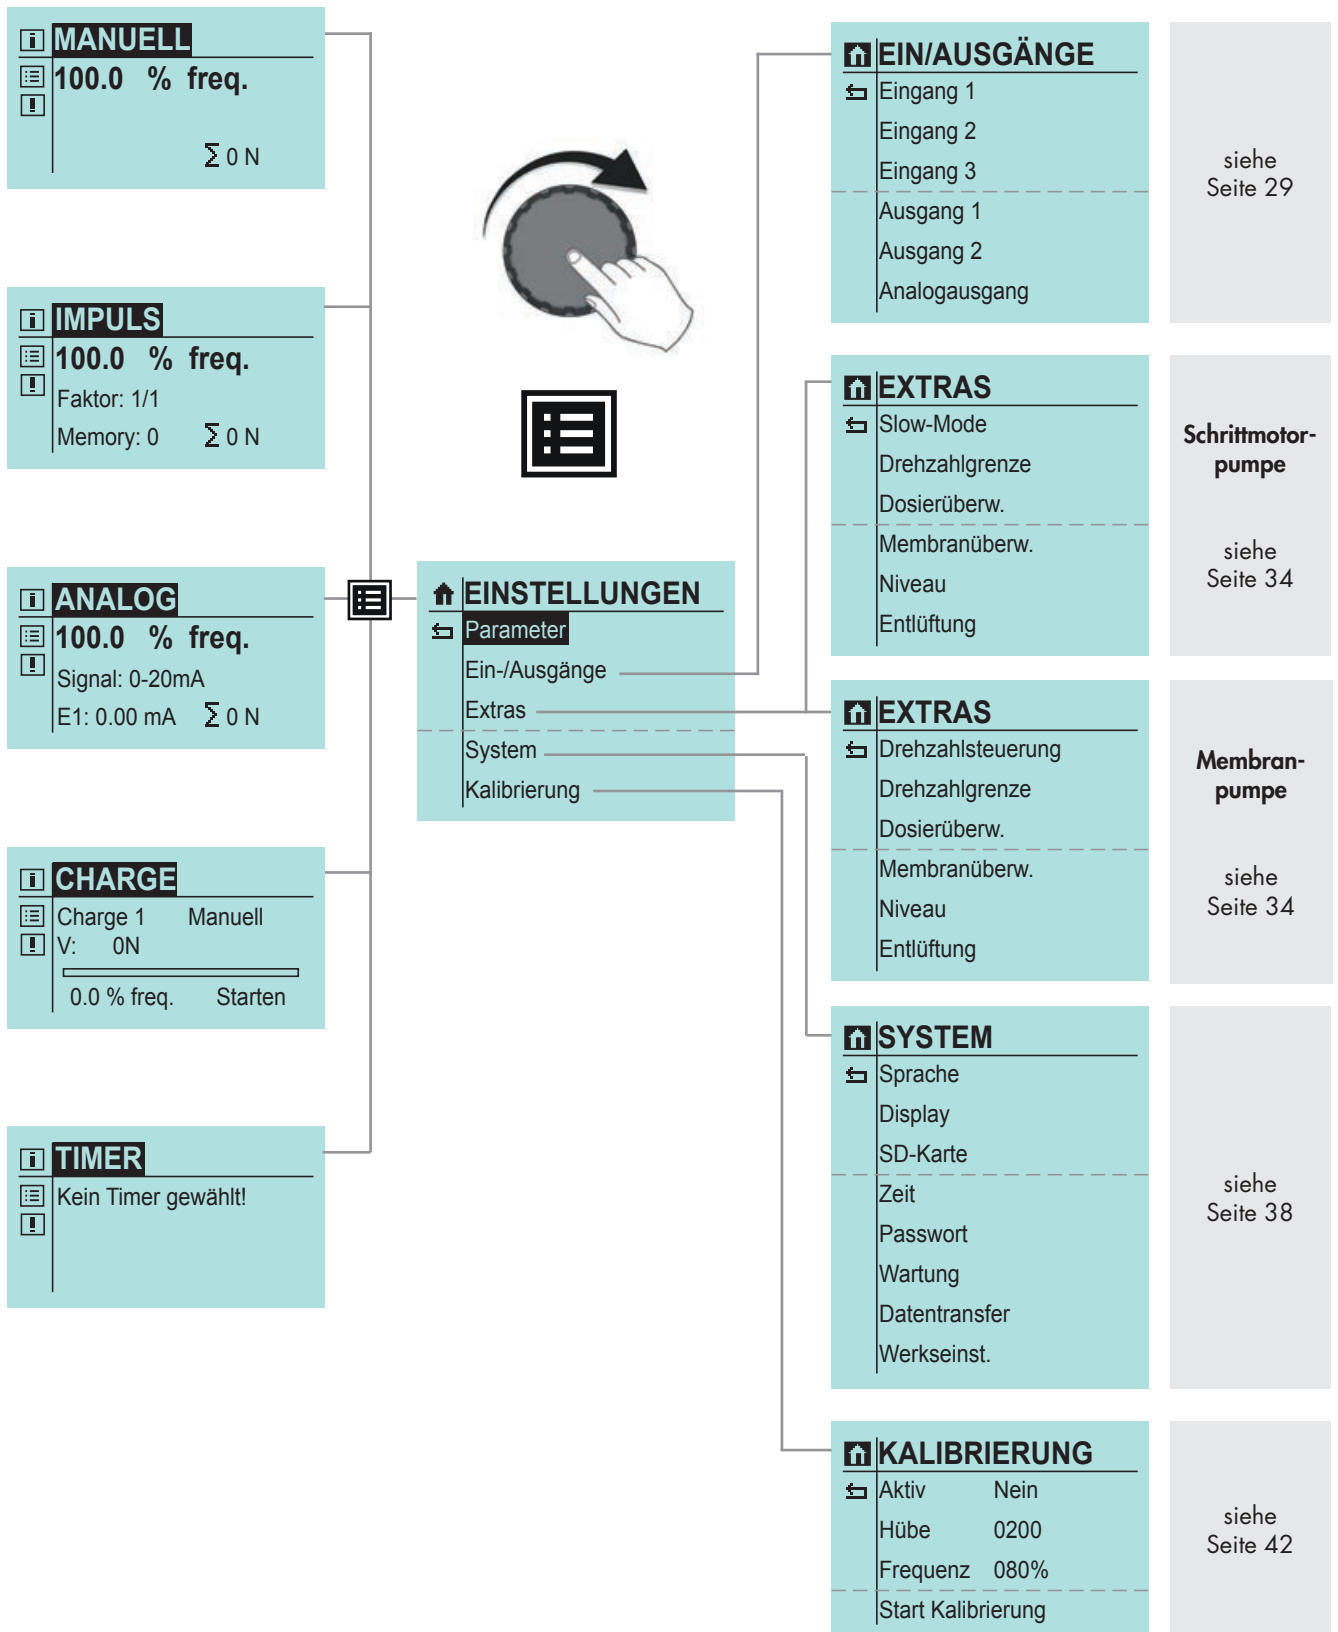 MANUELL
100.0 % freq.
Σ 0 N
IMPULS
100.0 % freq.
Faktor: 1/1
Memory: 0 Σ 0 N
ANALOG
100.0 % freq.
Signal: 0-20mA
E1: 0.00 mA Σ 0 N
CHARGE
Charge 1 Manuell
V: 0N
0.0 % freq. Starten
TIMER
Kein Timer gewählt!
EINSTELLUNGEN
Parameter
Ein-/Ausgänge
Extras
System
Kalibrierung
EIN/AUSGÄNGE
Eingang 1
Eingang 2
Eingang 3
Ausgang 1
Ausgang 2
Analogausgang
siehe
Seite 29
EXTRAS
Slow-Mode
Drehzahlgrenze
Dosierüberw.
Membranüberw.
Niveau
Entlüftung
Schrittmotor-
pumpe
siehe
Seite 34
EXTRAS
Drehzahlsteuerung
Drehzahlgrenze
Dosierüberw.
Membranüberw.
Niveau
Entlüftung
Membran-
pumpe
siehe
Seite 34
SYSTEM
Sprache
Display
SD-Karte
Zeit
Passwort
Wartung
Datentransfer
Werkseinst.
siehe
Seite 38
KALIBRIERUNG
Aktiv Nein
Hübe 0200
Frequenz 080%
Start Kalibrierung
siehe
Seite 42